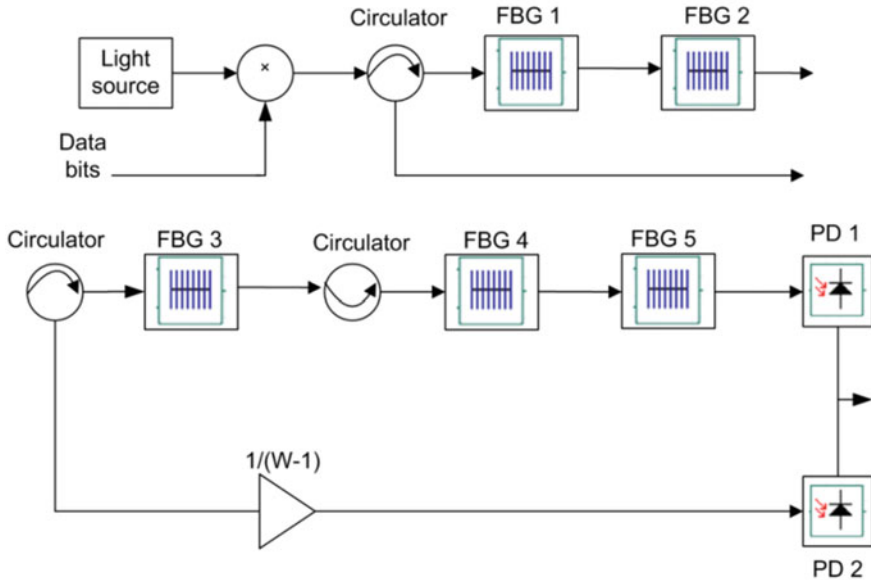 Circulator
FBG 1
FBG 2
Light
source
×
Data
bits
Circulator
FBG 3
Circulator
FBG 4
FBG 5
PD 1
1/(W-1)
PD 2